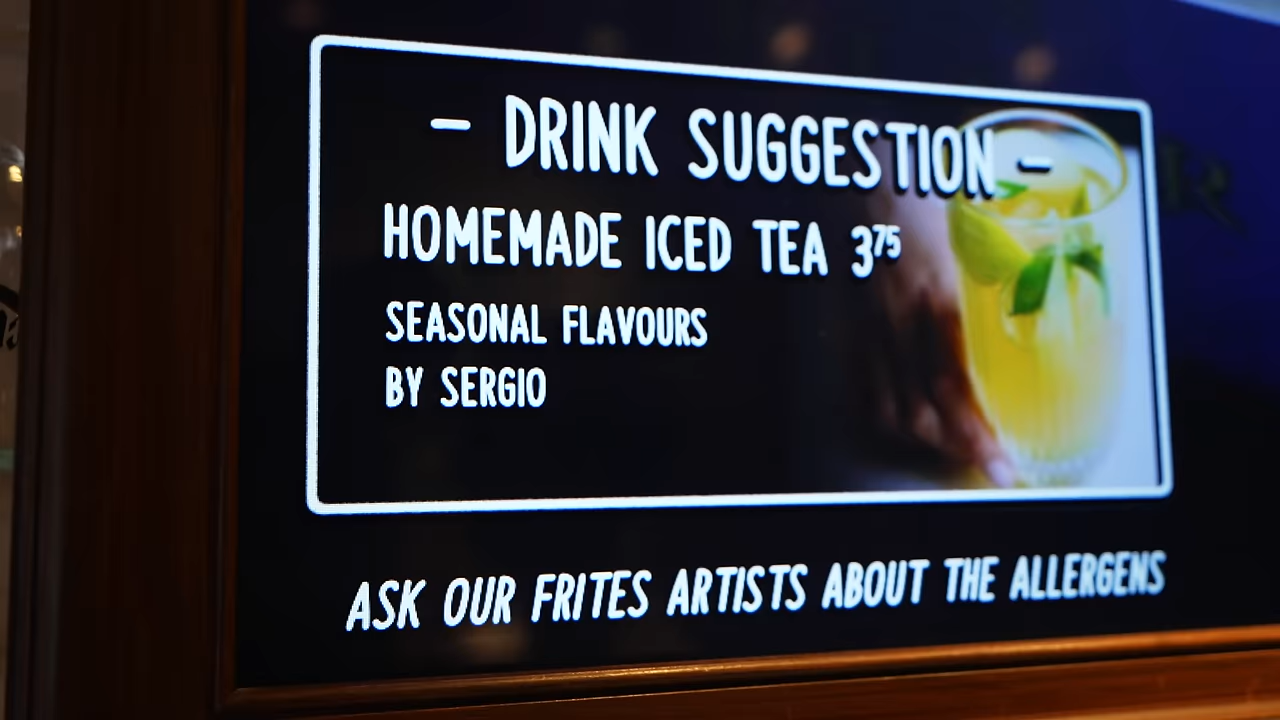 - DRINK SUGGESTION -
HOMEMADE ICED TEA 3⁷⁵
SEASONAL FLAVOURS
BY SERGIO
ASK OUR FRITES ARTISTS ABOUT THE ALLERGENS